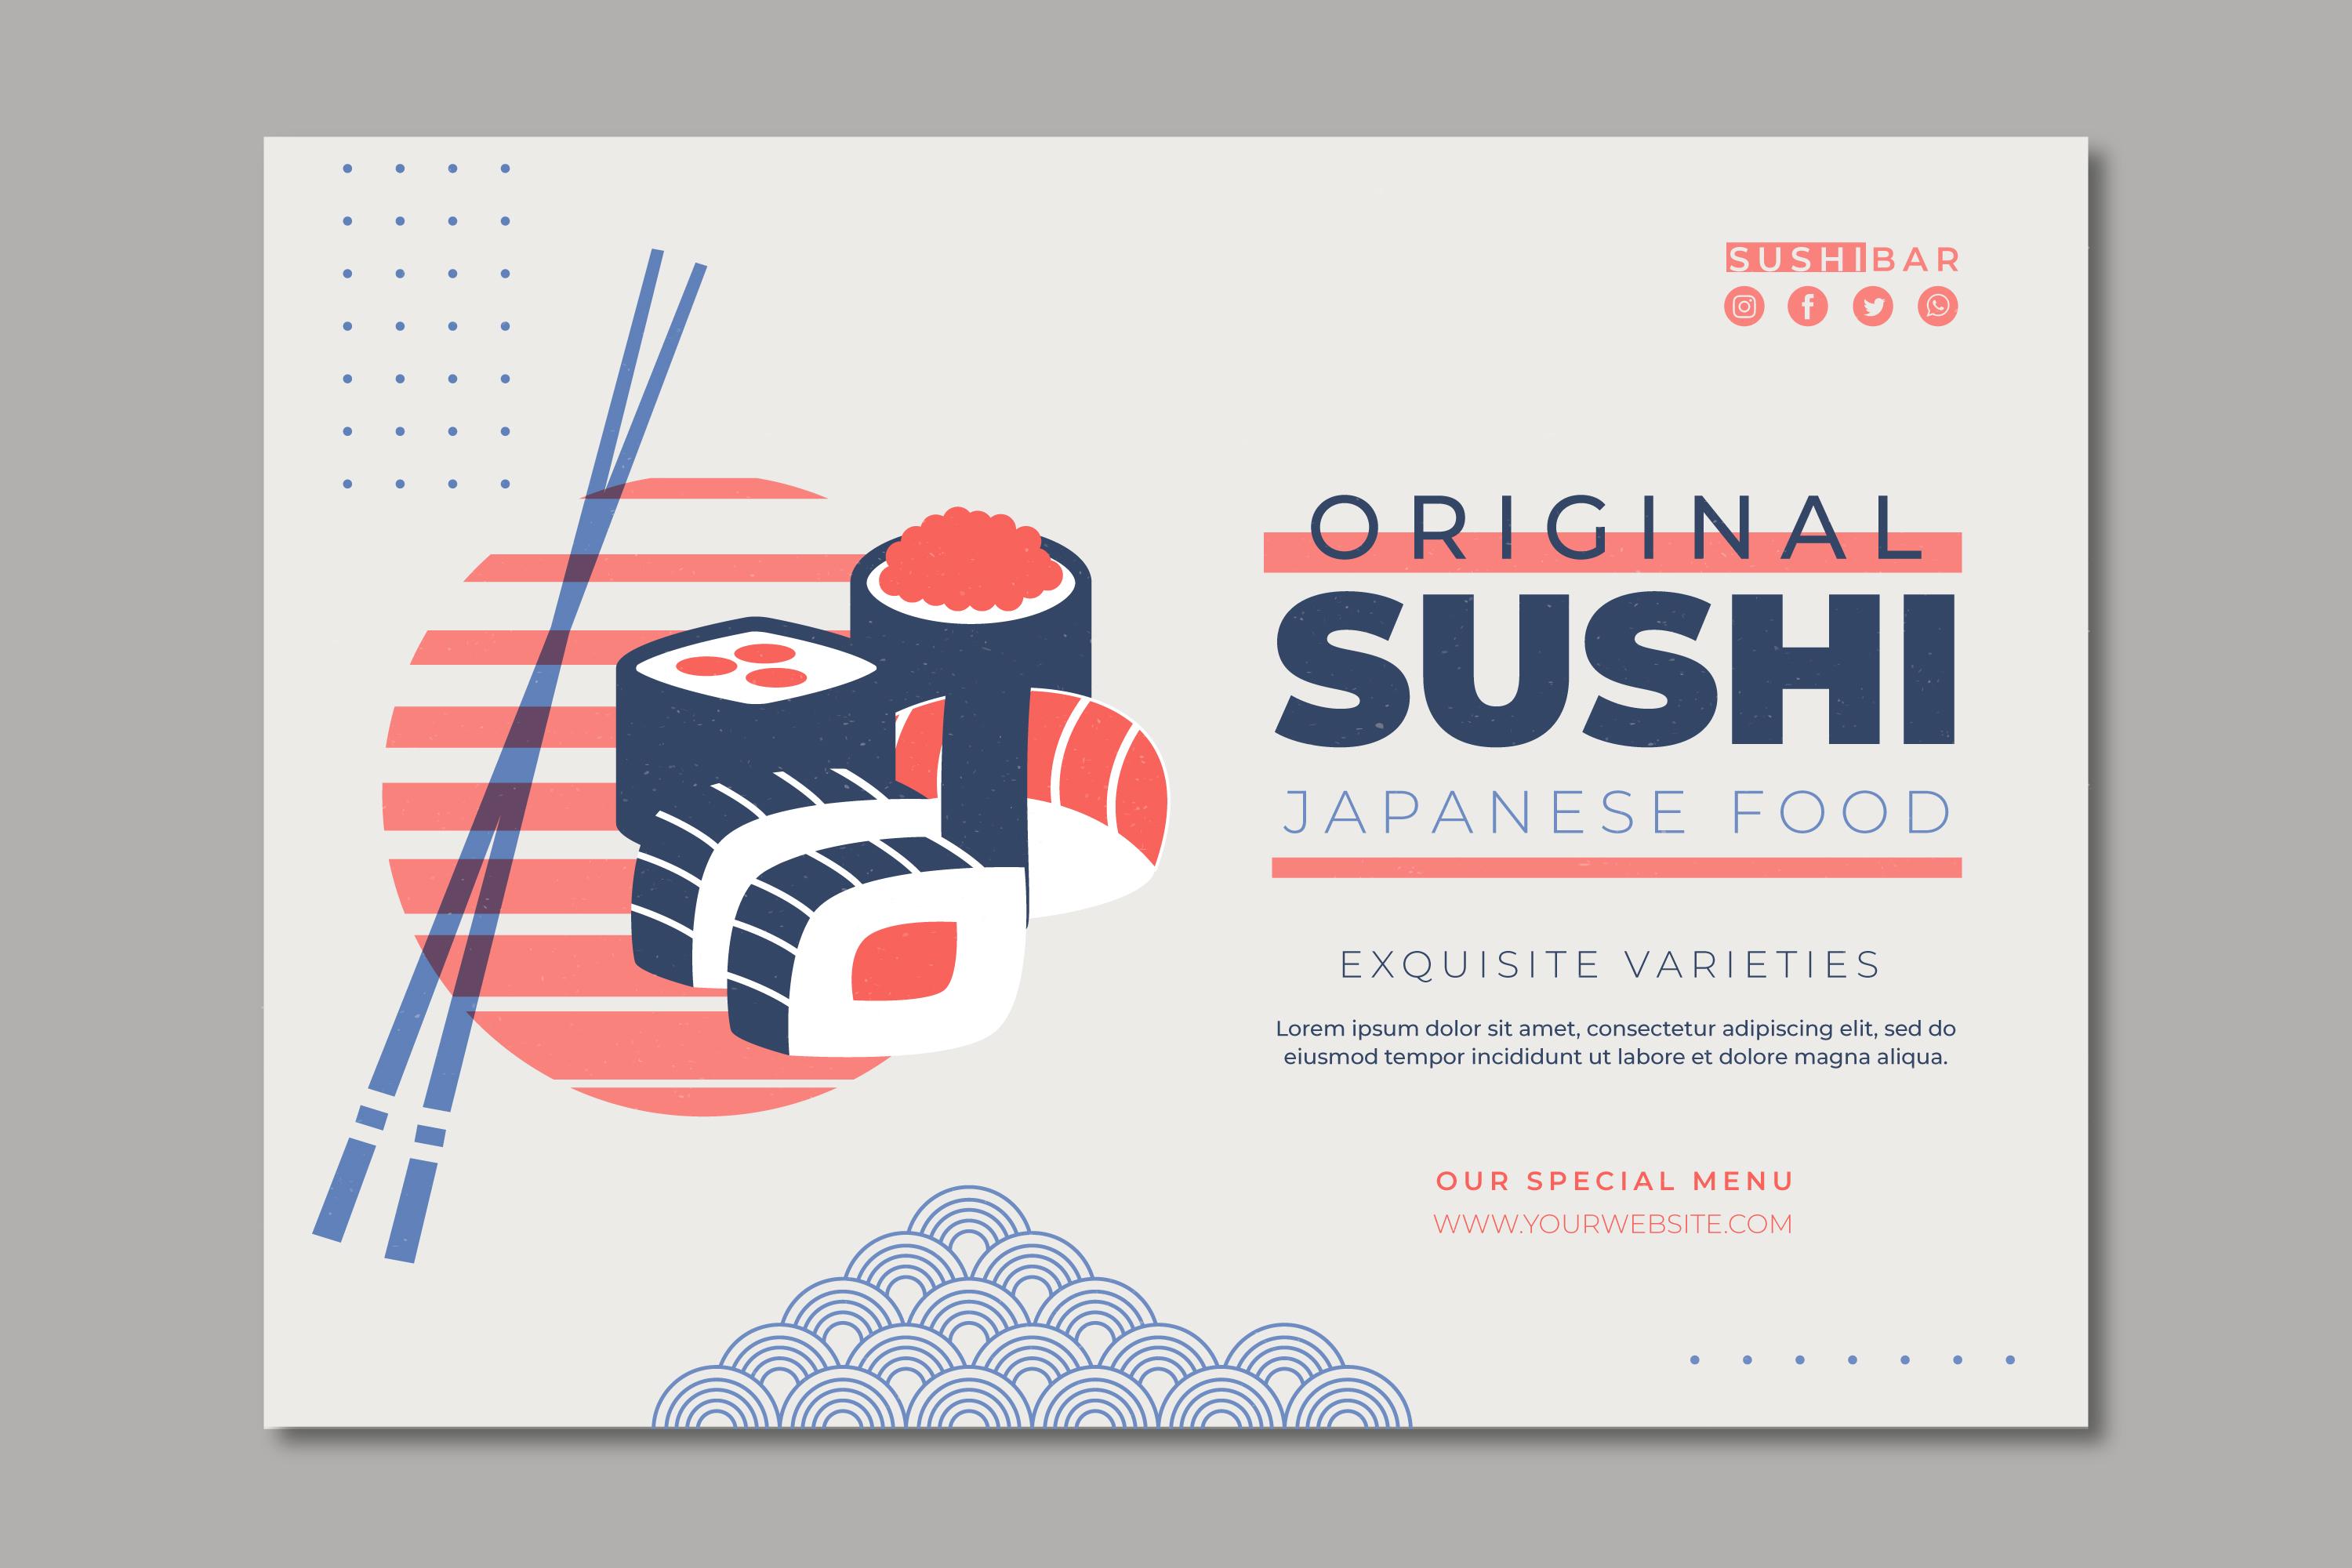 SUSHIBAR
ORIGINAL
SUSHI
JAPANESE FOOD
EXQUISITE VARIETIES
Lorem ipsum dolor sit amet, consectetur adipiscing elit, sed do
eiusmod tempor incididunt ut labore et dolore magna aliqua.
OUR SPECIAL MENU
WWW.YOURWEBSITE.COM